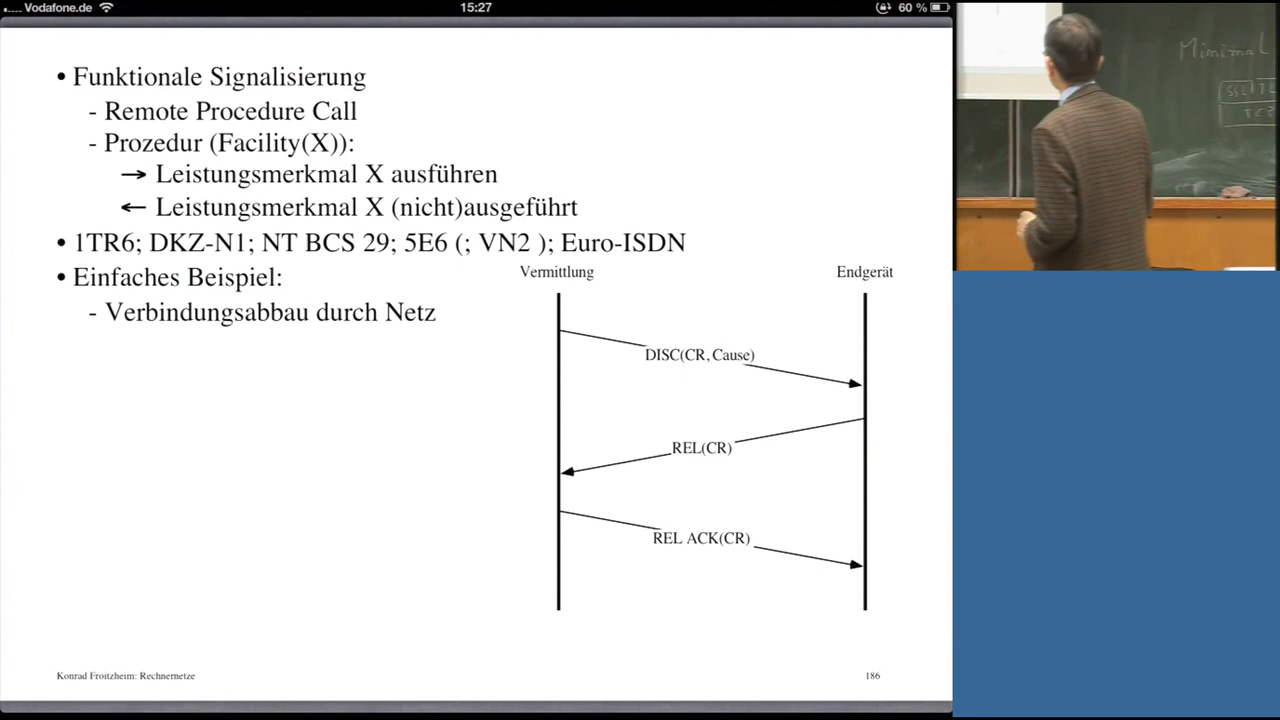 Vodafone.de 15:27 60 %
• Funktionale Signalisierung
- Remote Procedure Call
- Prozedur (Facility(X)):
→ Leistungsmerkmal X ausführen
← Leistungsmerkmal X (nicht)ausgeführt
• 1TR6; DKZ-N1; NT BCS 29; 5E6 (; VN2 ); Euro-ISDN
• Einfaches Beispiel:
- Verbindungsabbau durch Netz
Vermittlung Endgerät
DISC(CR, Cause)
REL(CR)
REL ACK(CR)
Konrad Froitzheim: Rechnernetze 186
Minimal
SSL